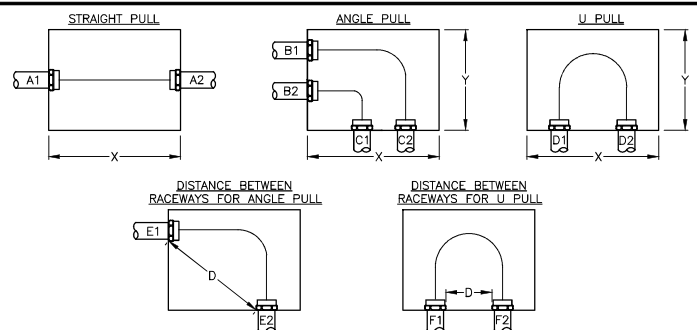 STRAIGHT PULL
A1
A2
X
ANGLE PULL
B1
B2
C1
C2
X
Y
U PULL
D1
D2
X
Y
DISTANCE BETWEEN
RACEWAYS FOR ANGLE PULL
E1
D
E2
DISTANCE BETWEEN
RACEWAYS FOR U PULL
D
F1
F2